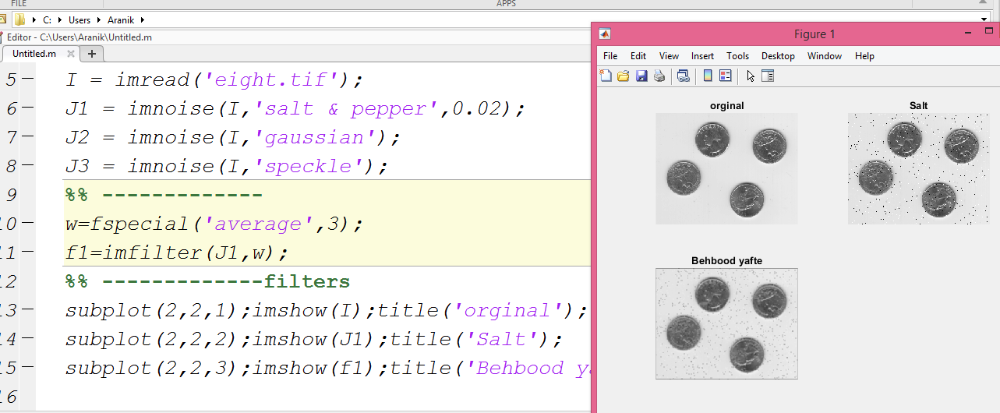 FILE APPS
C: Users Aranik
Editor - C:\Users\Aranik\Untitled.m
Untitled.m
5 I = imread('eight.tif');
6 J1 = imnoise(I,'salt & pepper',0.02);
7 J2 = imnoise(I,'gaussian');
8 J3 = imnoise(I,'speckle');
9 %% -------------
10 w=fspecial('average',3);
11 f1=imfilter(J1,w);
12 %% -------------filters
13 subplot(2,2,1);imshow(I);title('orginal');
14 subplot(2,2,2);imshow(J1);title('Salt');
15 subplot(2,2,3);imshow(f1);title('Behbood ya
16
Figure 1
File Edit View Insert Tools Desktop Window Help
orginal
Salt
Behbood yafte